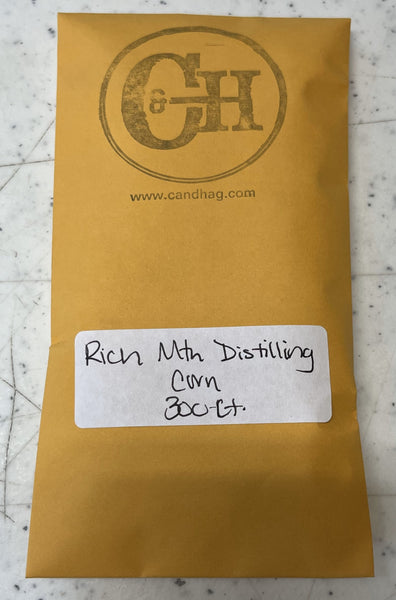 C&H
www.candhag.com
Rich Mtn Distilling
Corn
300-Ct.